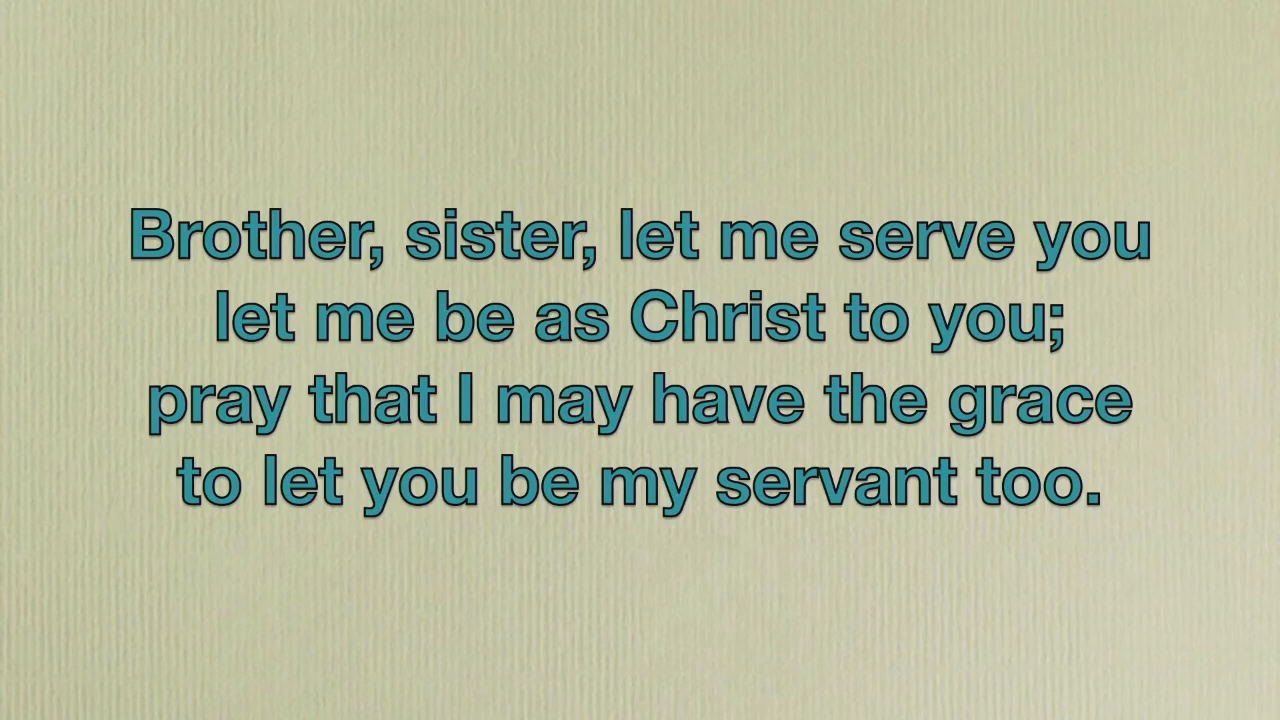 Brother, sister, let me serve you
let me be as Christ to you;
pray that I may have the grace
to let you be my servant too.